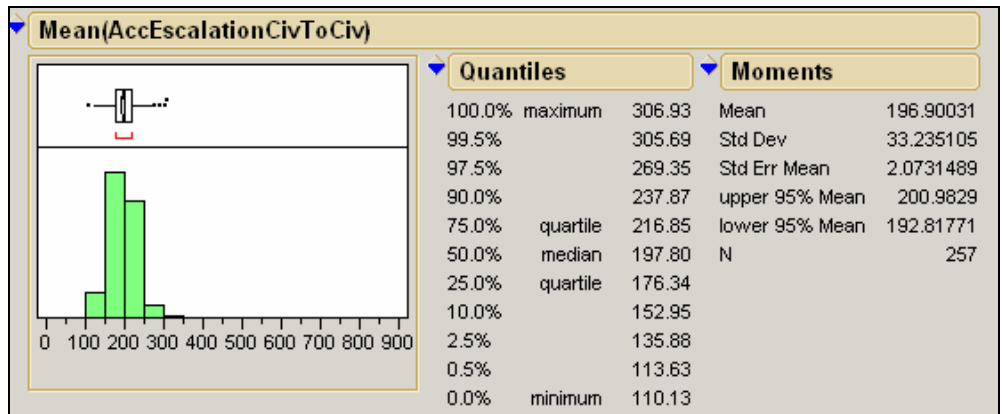 Mean(AccEscalationCivToCiv)
0 100 200 300 400 500 600 700 800 900
Quantiles
100.0% maximum 306.93
99.5% 305.69
97.5% 269.35
90.0% 237.87
75.0% quartile 216.85
50.0% median 197.80
25.0% quartile 176.34
10.0% 152.95
2.5% 135.88
0.5% 113.63
0.0% minimum 110.13
Moments
Mean 196.90031
Std Dev 33.235105
Std Err Mean 2.0731489
upper 95% Mean 200.9829
lower 95% Mean 192.81771
N 257